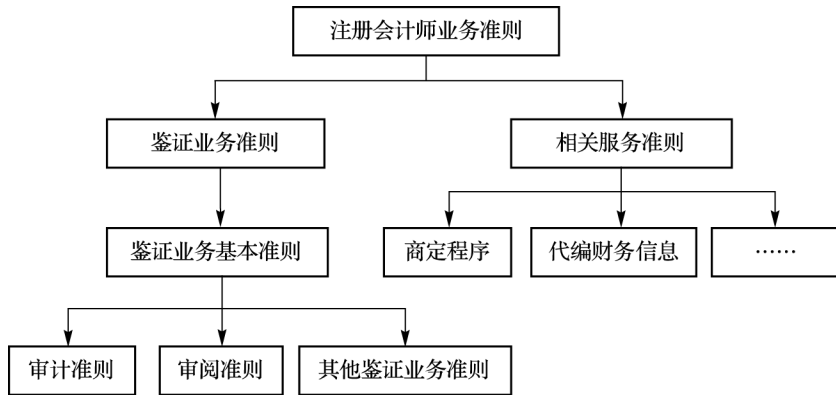 注册会计师业务准则
鉴证业务准则
相关服务准则
鉴证业务基本准则
商定程序
代编财务信息
……
审计准则
审阅准则
其他鉴证业务准则